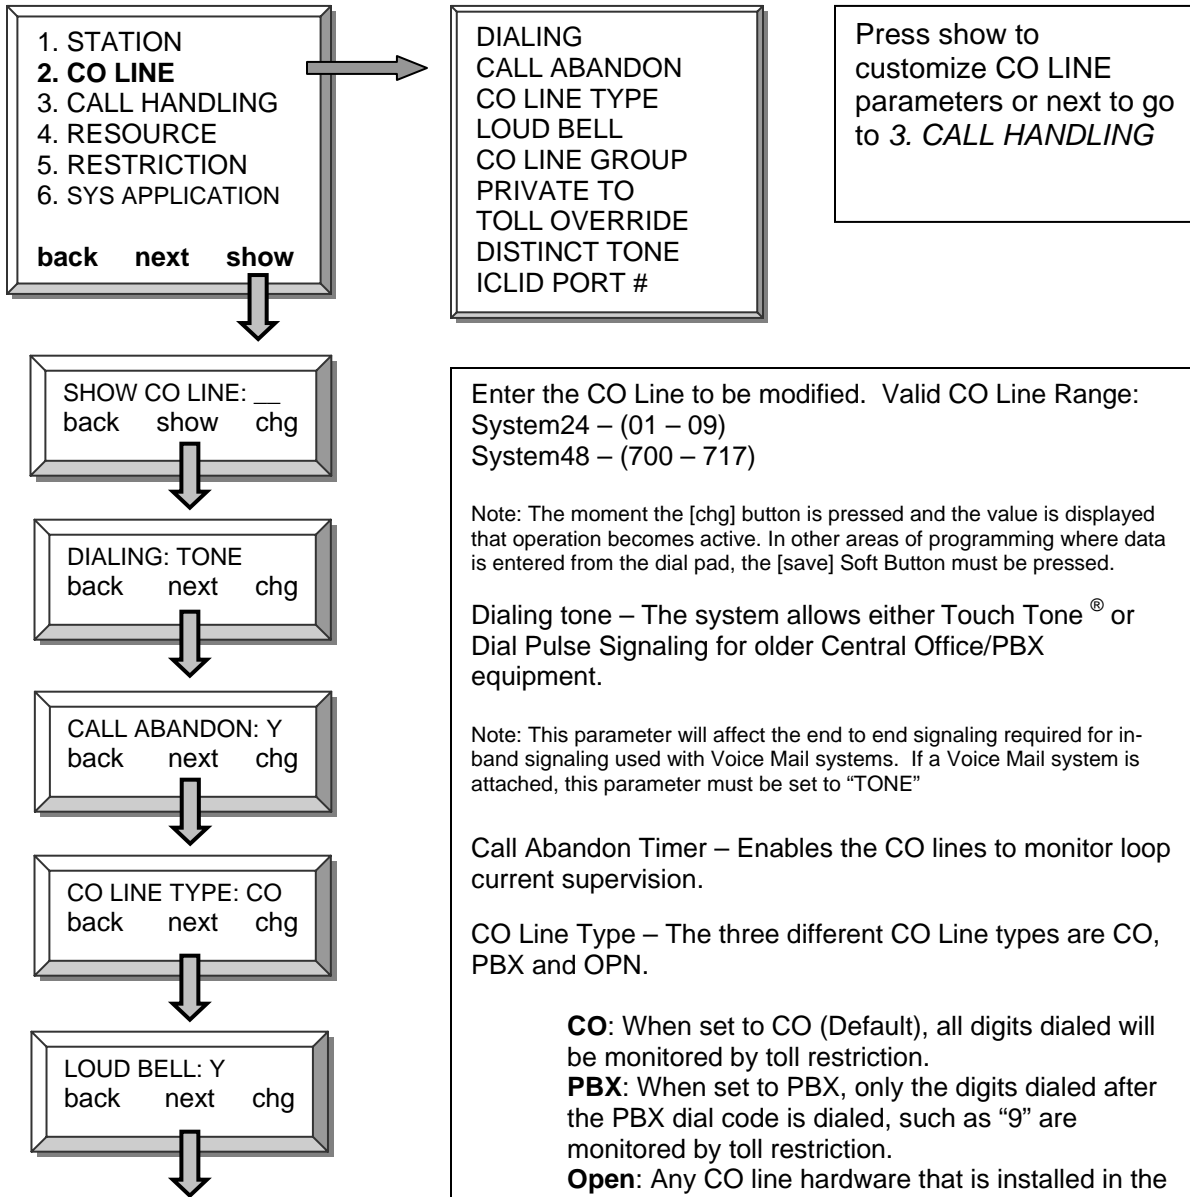 1. STATION
2. CO LINE
3. CALL HANDLING
4. RESOURCE
5. RESTRICTION
6. SYS APPLICATION
back next show
DIALING
CALL ABANDON
CO LINE TYPE
LOUD BELL
CO LINE GROUP
PRIVATE TO
TOLL OVERRIDE
DISTINCT TONE
ICLID PORT #
Press show to
customize CO LINE
parameters or next to go
to 3. CALL HANDLING
SHOW CO LINE: __
back show chg
DIALING: TONE
back next chg
CALL ABANDON: Y
back next chg
CO LINE TYPE: CO
back next chg
LOUD BELL: Y
back next chg
Enter the CO Line to be modified. Valid CO Line Range:
System24 – (01 – 09)
System48 – (700 – 717)
Note: The moment the [chg] button is pressed and the value is displayed
that operation becomes active. In other areas of programming where data
is entered from the dial pad, the [save] Soft Button must be pressed.
Dialing tone – The system allows either Touch Tone ® or
Dial Pulse Signaling for older Central Office/PBX
equipment.
Note: This parameter will affect the end to end signaling required for in-
band signaling used with Voice Mail systems. If a Voice Mail system is
attached, this parameter must be set to “TONE”
Call Abandon Timer – Enables the CO lines to monitor loop
current supervision.
CO Line Type – The three different CO Line types are CO,
PBX and OPN.
CO: When set to CO (Default), all digits dialed will
be monitored by toll restriction.
PBX: When set to PBX, only the digits dialed after
the PBX dial code is dialed, such as “9” are
monitored by toll restriction.
Open: Any CO line hardware that is installed in the